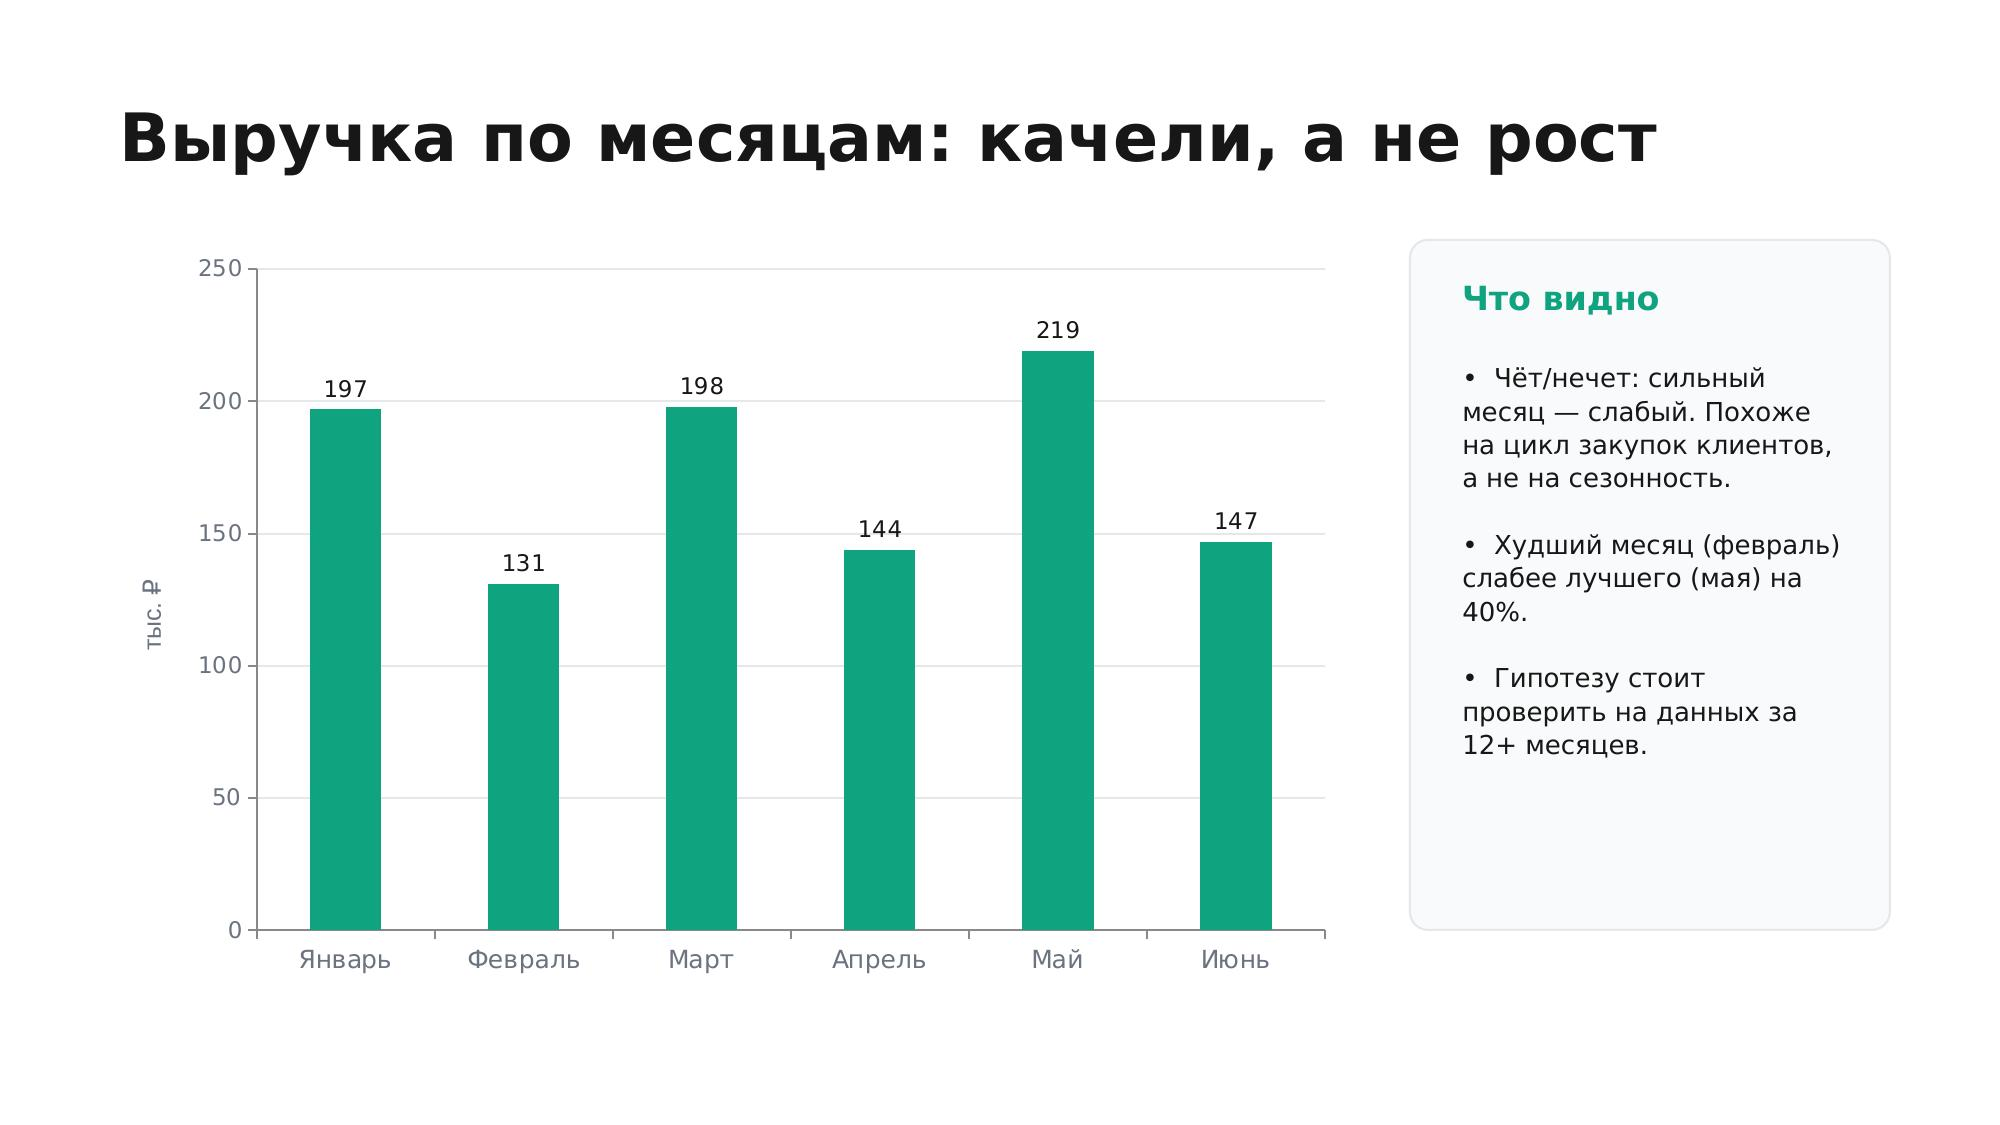 Выручка по месяцам: качели, а не рост
250
200
150
100
50
0
тыс. ₽
197
131
198
144
219
147
Январь
Февраль
Март
Апрель
Май
Июнь
Что видно
• Чёт/нечет: сильный
месяц — слабый. Похоже
на цикл закупок клиентов,
а не на сезонность.
• Худший месяц (февраль)
слабее лучшего (мая) на
40%.
• Гипотезу стоит
проверить на данных за
12+ месяцев.